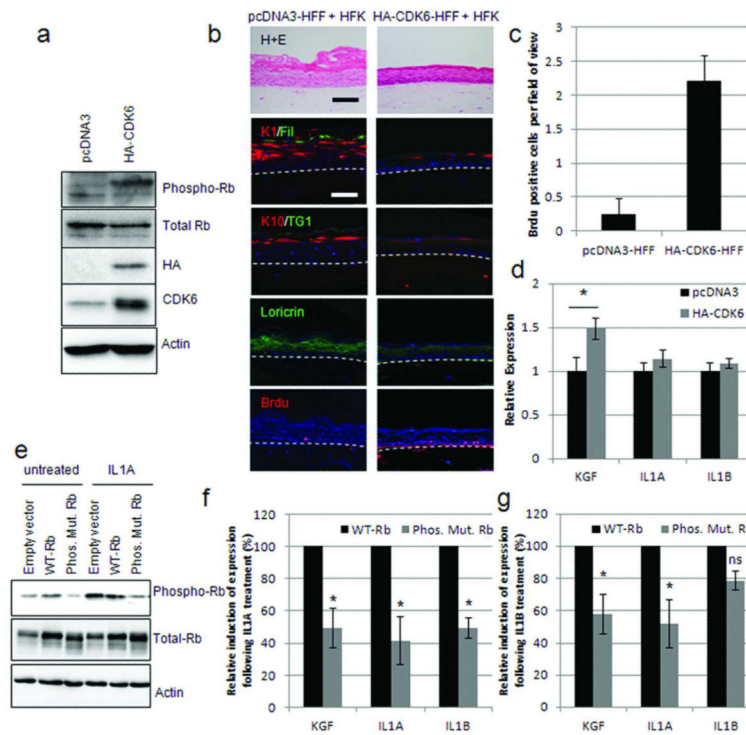 a
pcDNA3
HA-CDK6
Phospho-Rb
Total Rb
HA
CDK6
Actin
b
pcDNA3-HFF + HFK HA-CDK6-HFF + HFK
H+E
K1/Fil
K10/TG1
Loricrin
Brdu
c
Brdu positive cells per field of view
3
2.5
2
1.5
1
0.5
0
pcDNA3-HFF HA-CDK6-HFF
d
Relative Expression
2
1.5
1
0.5
0
*
pcDNA3
HA-CDK6
KGF IL1A IL1B
e
untreated IL1A
Empty vector
WT-Rb
Phos. Mut. Rb
Empty vector
WT-Rb
Phos. Mut. Rb
Phospho-Rb
Total-Rb
Actin
f
Relative induction of expression
following IL1A treatment (%)
120
100
80
60
40
20
0
WT-Rb Phos. Mut. Rb
* * *
KGF IL1A IL1B
g
Relative induction of expression
following IL1B treatment (%)
120
100
80
60
40
20
0
WT-Rb Phos. Mut. Rb
* * ns
KGF IL1A IL1B